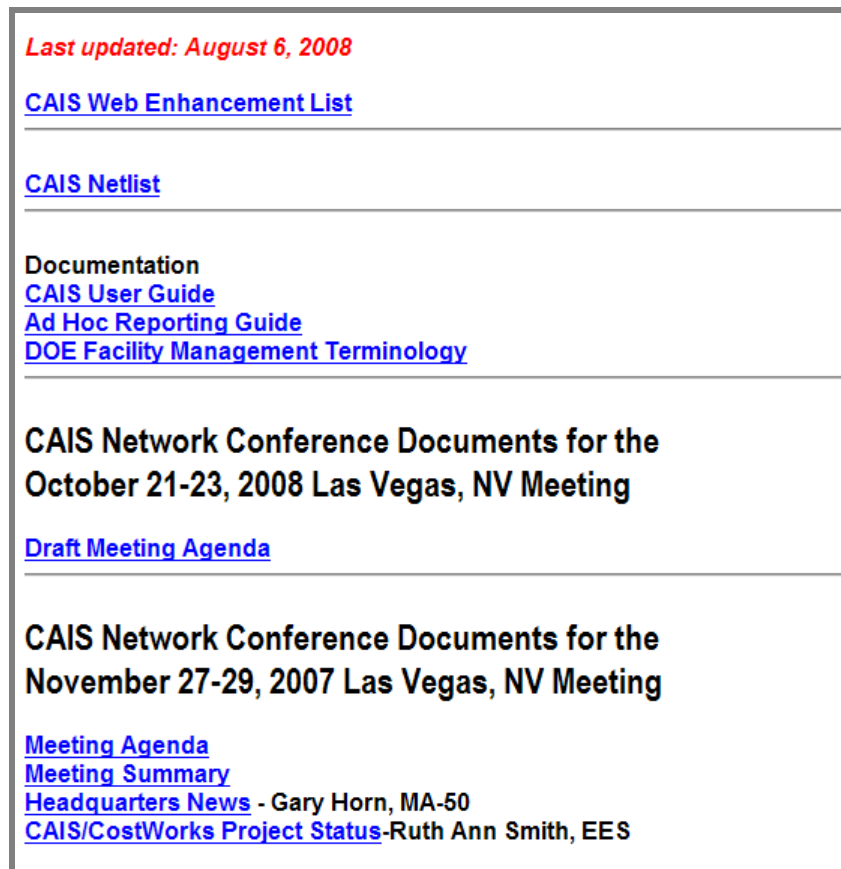 Last updated: August 6, 2008
CAIS Web Enhancement List
CAIS Netlist
Documentation
CAIS User Guide
Ad Hoc Reporting Guide
DOE Facility Management Terminology
CAIS Network Conference Documents for the
October 21-23, 2008 Las Vegas, NV Meeting
Draft Meeting Agenda
CAIS Network Conference Documents for the
November 27-29, 2007 Las Vegas, NV Meeting
Meeting Agenda
Meeting Summary
Headquarters News - Gary Horn, MA-50
CAIS/CostWorks Project Status-Ruth Ann Smith, EES